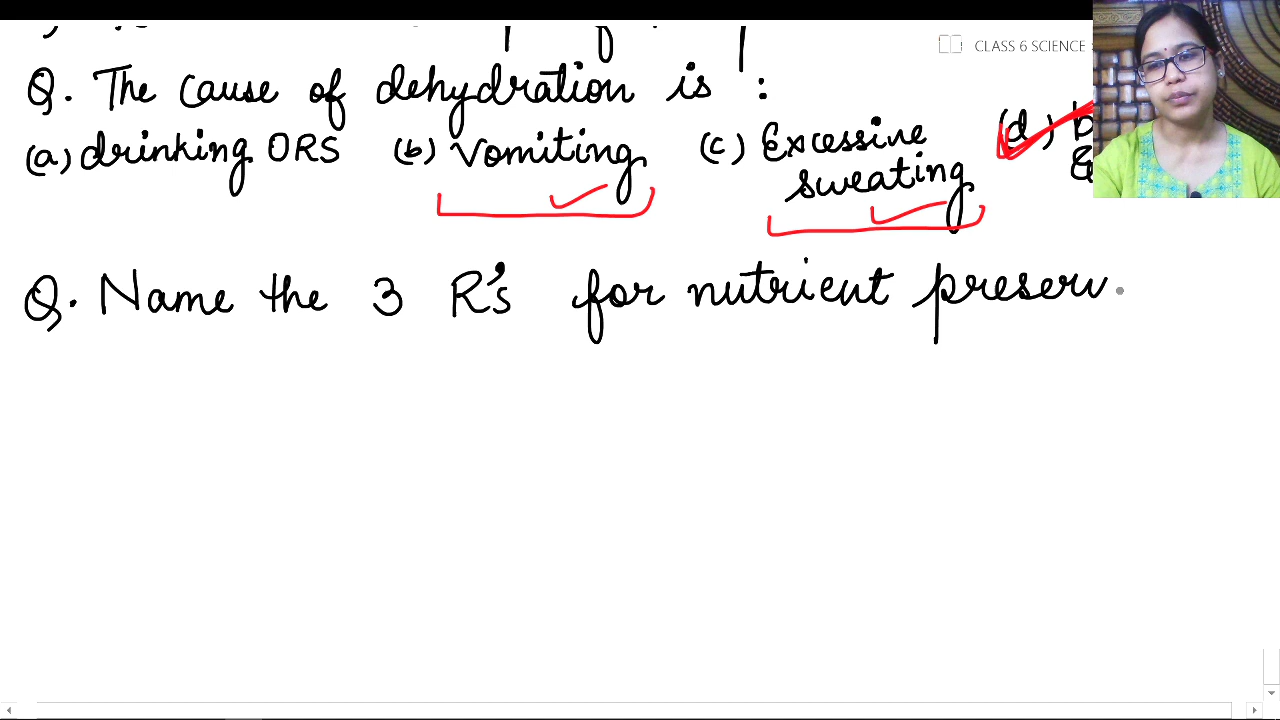 CLASS 6 SCIENCE
Q. The cause of dehydration is :
(a) drinking ORS (b) Vomiting (c) Excessive sweating (d)
Q. Name the 3 R's for nutrient preserv